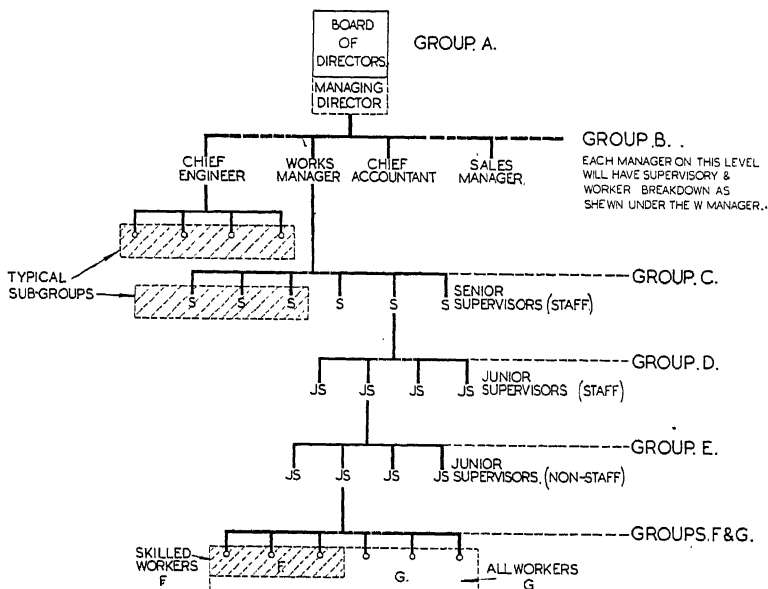 BOARD
OF
DIRECTORS.
GROUP. A.
MANAGING
DIRECTOR
GROUP. B. .
CHIEF
ENGINEER
WORKS
MANAGER
CHIEF
ACCOUNTANT
SALES
MANAGER.
EACH MANAGER ON THIS LEVEL
WILL HAVE SUPERVISORY &
WORKER BREAKDOWN AS
SHEWN UNDER THE W MANAGER..
TYPICAL
SUB-GROUPS
GROUP. C.
S S S S S S
SENIOR
SUPERVISORS (STAFF)
GROUP. D.
JS JS JS JS
JUNIOR
SUPERVISORS (STAFF)
GROUP. E.
JS JS JS JS
JUNIOR
SUPERVISORS. (NON-STAFF)
GROUPS. F & G.
SKILLED
WORKERS
F
F.
G.
ALL WORKERS
G